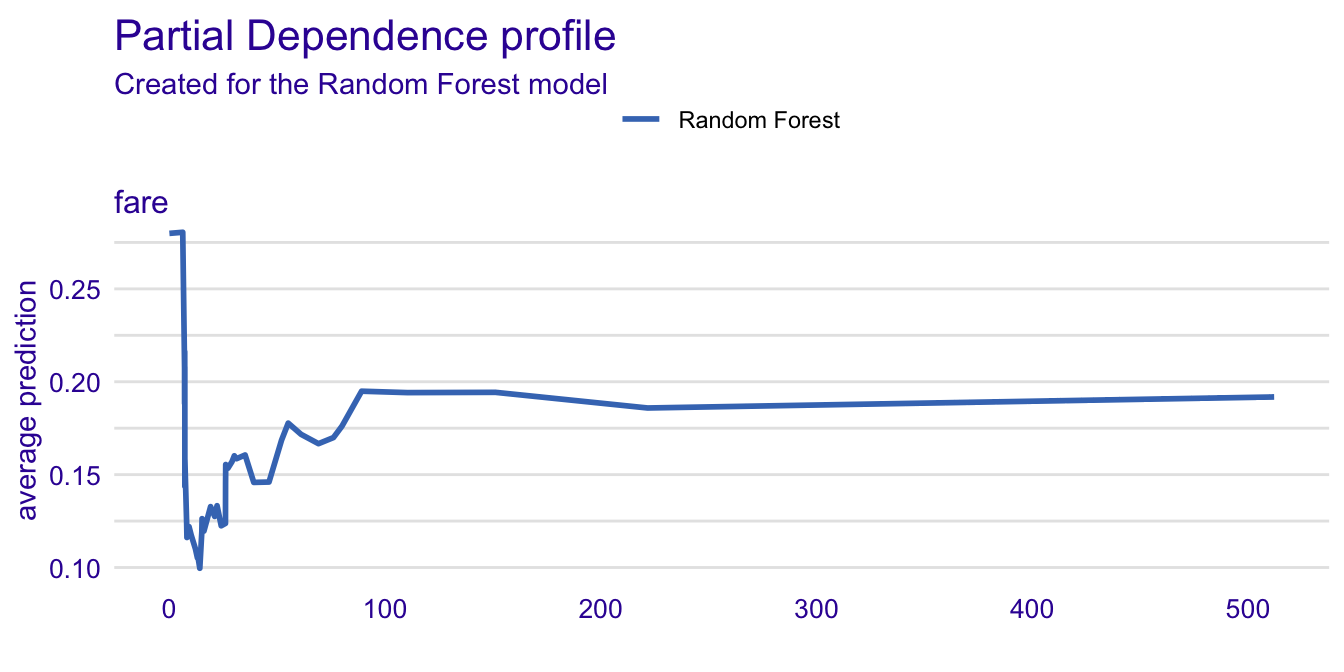 Partial Dependence profile
Created for the Random Forest model
Random Forest
fare
average prediction
0.25
0.20
0.15
0.10
0 100 200 300 400 500